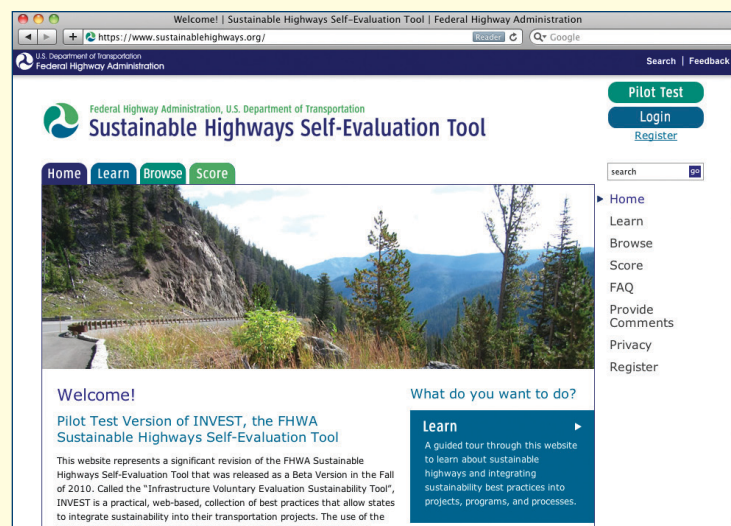 Welcome! | Sustainable Highways Self-Evaluation Tool | Federal Highway Administration
https://www.sustainablehighways.org/
Reader
Google
U.S. Department of Transportation
Federal Highway Administration
Search | Feedback
Pilot Test
Login
Register
Federal Highway Administration, U.S. Department of Transportation
Sustainable Highways Self-Evaluation Tool
search
go
Home
Learn
Browse
Score
Home
Learn
Browse
Score
FAQ
Provide
Comments
Privacy
Register
Welcome!
Pilot Test Version of INVEST, the FHWA
Sustainable Highways Self-Evaluation Tool
This website represents a significant revision of the FHWA Sustainable
Highways Self-Evaluation Tool that was released as a Beta Version in the Fall
of 2010. Called the "Infrastructure Voluntary Evaluation Sustainability Tool",
INVEST is a practical, web-based, collection of best practices that allow states
to integrate sustainability into their transportation projects. The use of the
What do you want to do?
Learn
A guided tour through this website
to learn about sustainable
highways and integrating
sustainability best practices into
projects, programs, and processes.